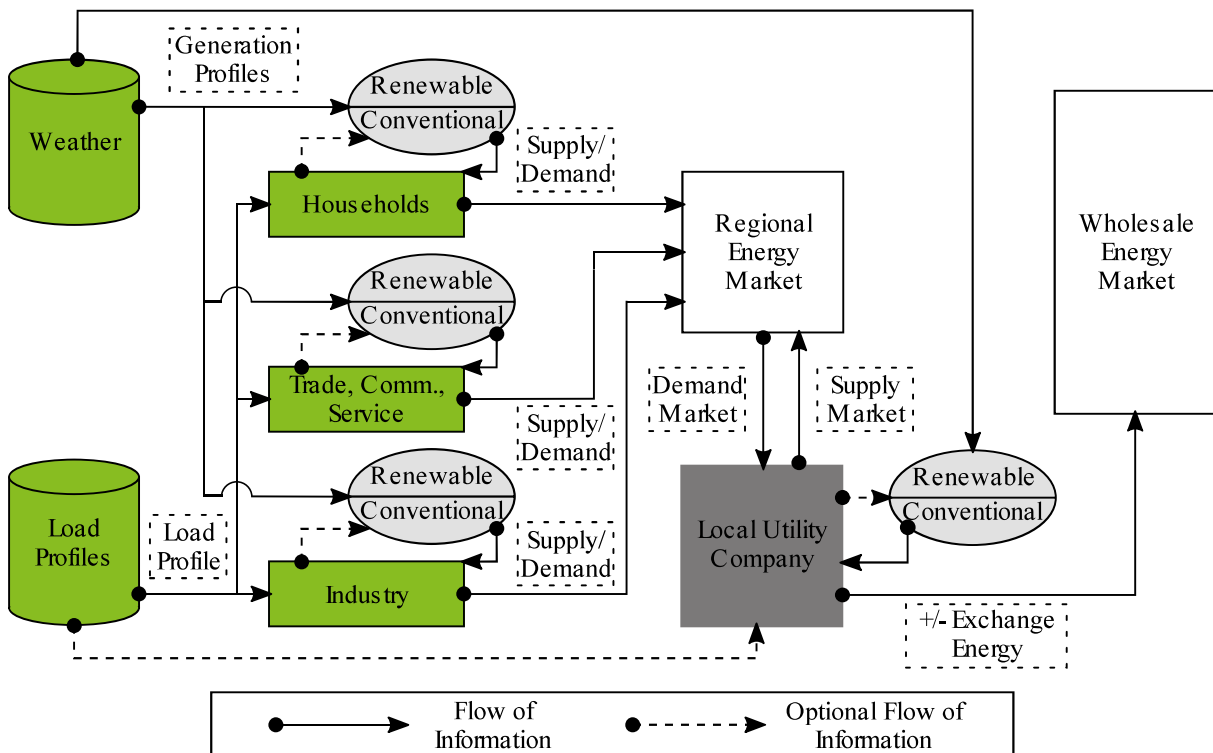 Generation
Profiles
Weather
Renewable
Conventional
Supply/
Demand
Households
Regional
Energy
Market
Wholesale
Energy
Market
Renewable
Conventional
Trade, Comm.,
Service
Supply/
Demand
Demand
Market
Supply
Market
Load
Profiles
Load
Profile
Renewable
Conventional
Supply/
Demand
Industry
Local Utility
Company
Renewable
Conventional
+/- Exchange
Energy
Flow of
Information
Optional Flow of
Information